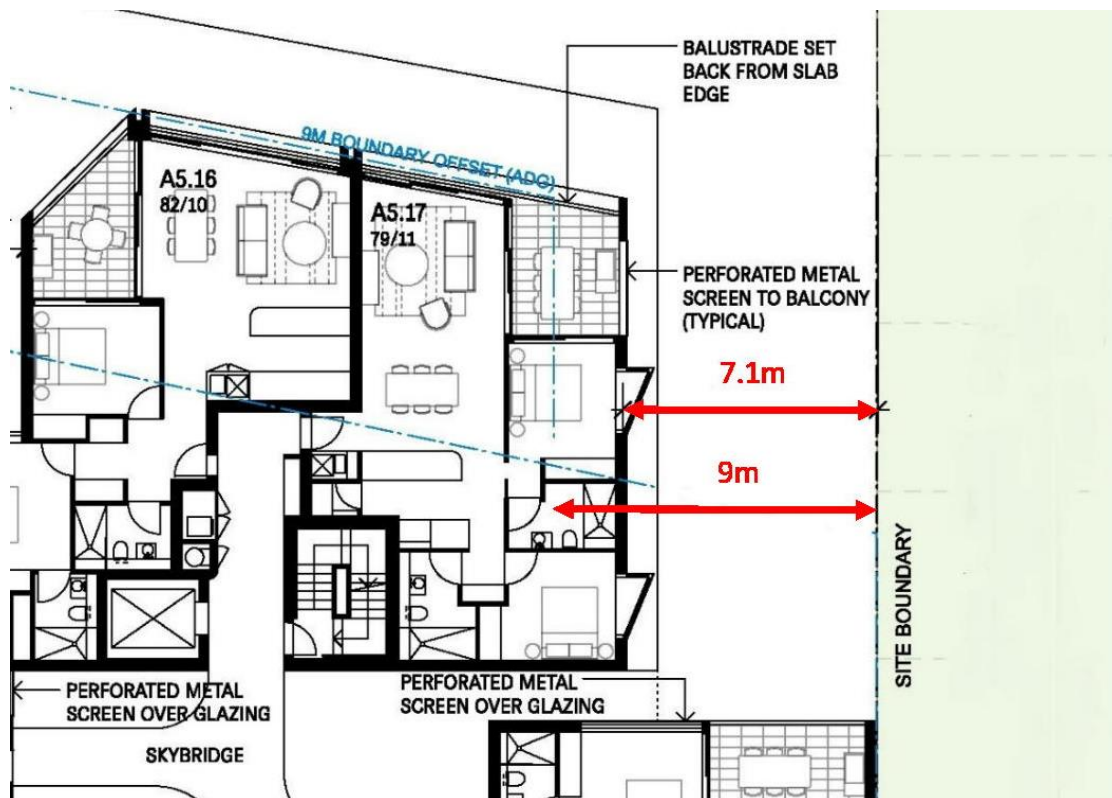 BALUSTRADE SET
BACK FROM SLAB
EDGE
9M BOUNDARY OFFSET (ADG)
A5.16
82/10
A5.17
79/11
PERFORATED METAL
SCREEN TO BALCONY
(TYPICAL)
7.1m
9m
SITE BOUNDARY
PERFORATED METAL
SCREEN OVER GLAZING
PERFORATED METAL
SCREEN OVER GLAZING
SKYBRIDGE